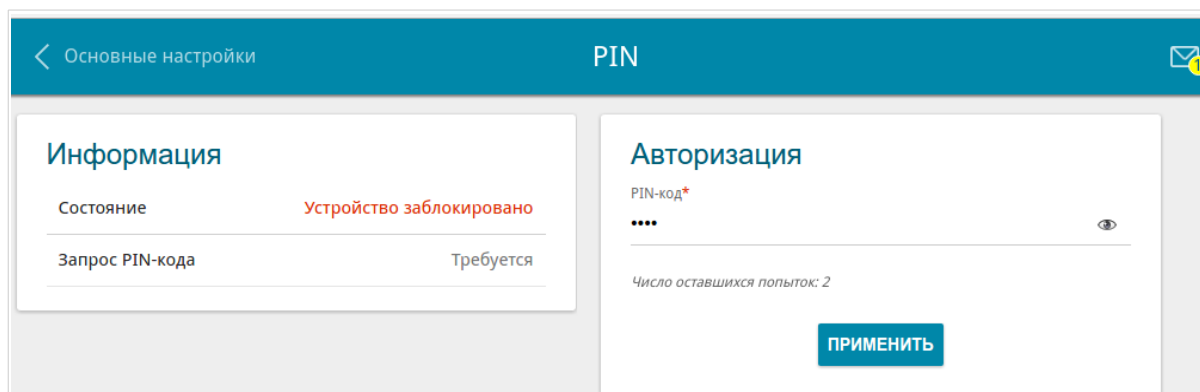 Основные настройки
PIN
1
Информация
Состояние Устройство заблокировано
Запрос PIN-кода Требуется
Авторизация
PIN-код*
••••
Число оставшихся попыток: 2
ПРИМЕНИТЬ